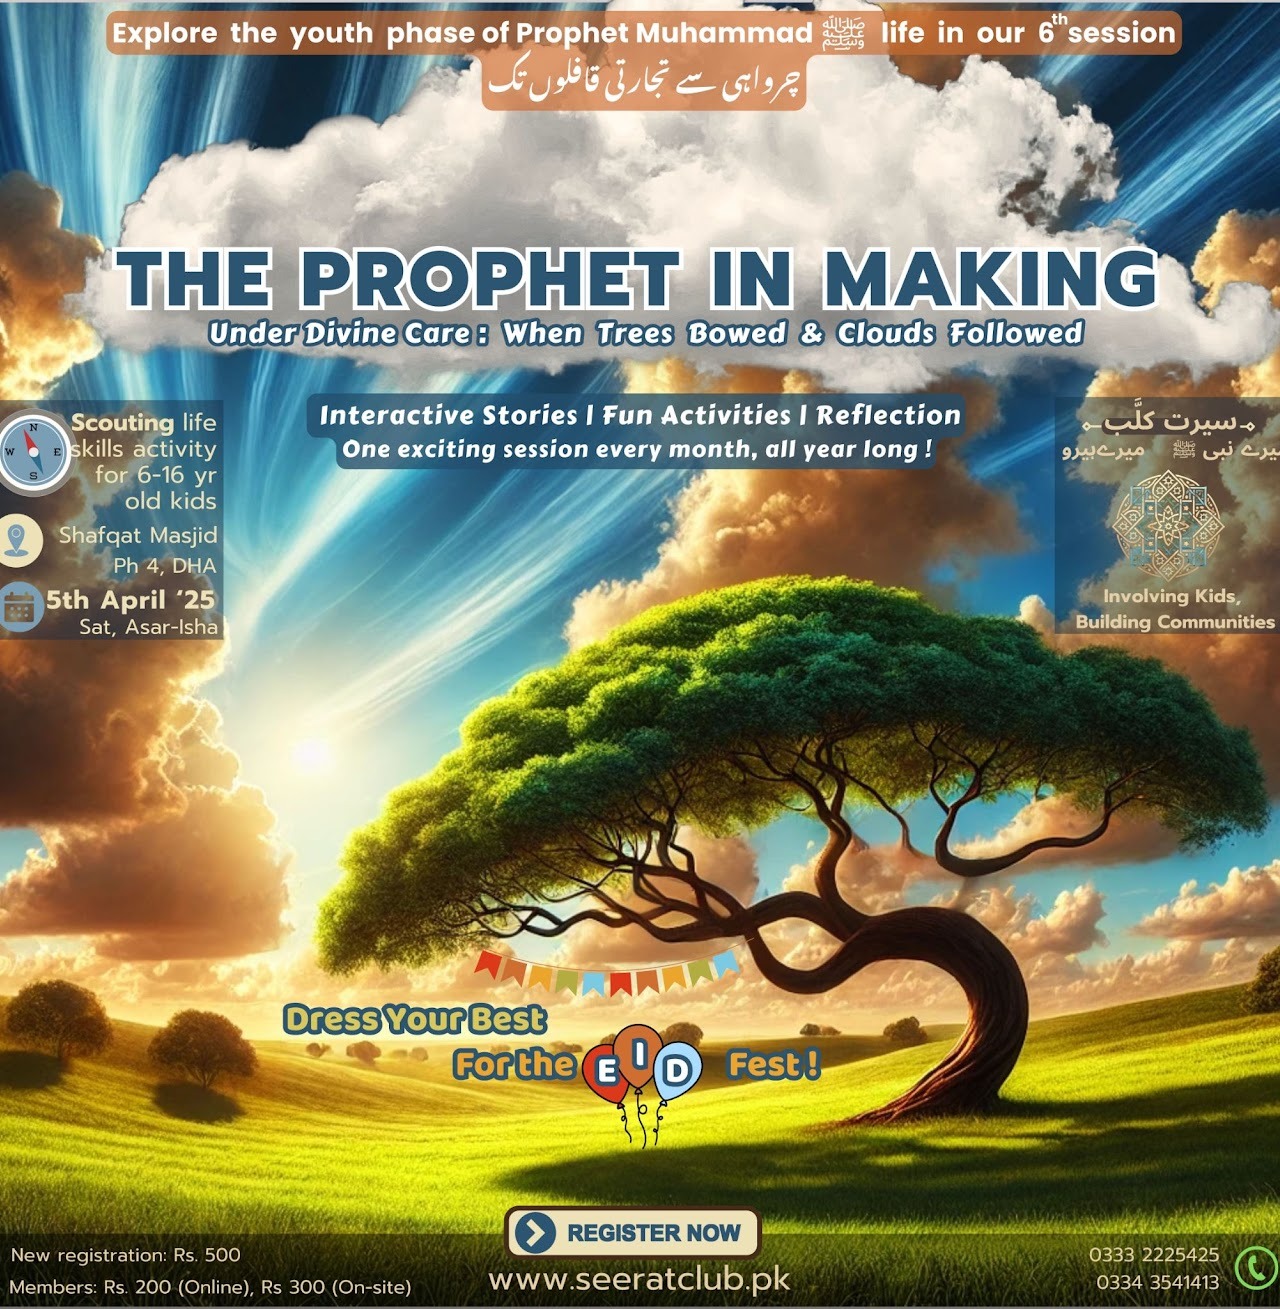 Explore the youth phase of Prophet Muhammad ﷺ life in our 6th session
چرواہی سے تجارتی قافلوں تک
THE PROPHET IN MAKING
Under Divine Care: When Trees Bowed & Clouds Followed
Interactive Stories | Fun Activities | Reflection
One exciting session every month, all year long !
N
W E
S
Scouting life
skills activity
for 6-16 yr
old kids
Shafqat Masjid
Ph 4, DHA
5th April ‘25
Sat, Asar-Isha
سیرت کلَب
میرے نبی ﷺ میرے ہیرو
Involving Kids,
Building Communities
Dress Your Best
For the EID Fest !
REGISTER NOW
www.seeratclub.pk
New registration: Rs. 500
Members: Rs. 200 (Online), Rs 300 (On-site)
0333 2225425
0334 3541413